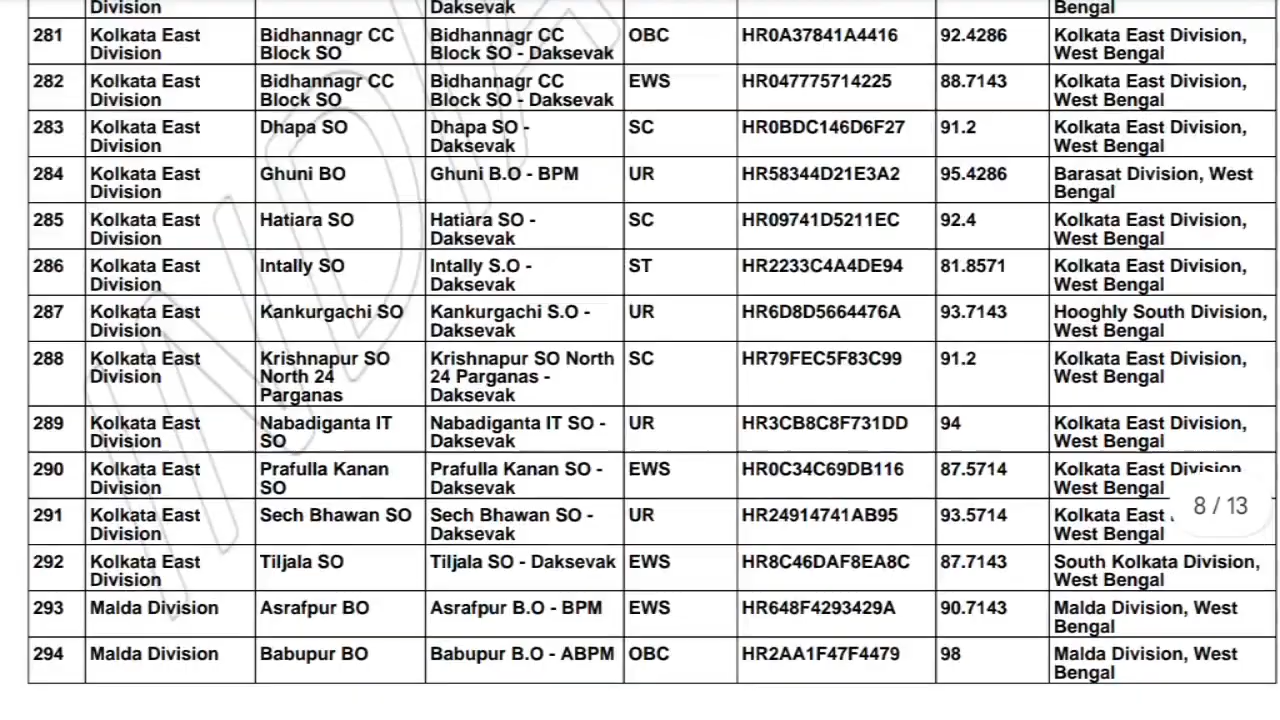 Division Daksevak Bengal
281 Kolkata East Bidhannagr CC Bidhannagr CC OBC HR0A37841A4416 92.4286 Kolkata East Division,
Division Block SO Block SO - Daksevak West Bengal
282 Kolkata East Bidhannagr CC Bidhannagr CC EWS HR047775714225 88.7143 Kolkata East Division,
Division Block SO Block SO - Daksevak West Bengal
283 Kolkata East Dhapa SO Dhapa SO - SC HR0BDC146D6F27 91.2 Kolkata East Division,
Division Daksevak West Bengal
284 Kolkata East Ghuni BO Ghuni B.O - BPM UR HR58344D21E3A2 95.4286 Barasat Division, West
Division Bengal
285 Kolkata East Hatiara SO Hatiara SO - SC HR09741D5211EC 92.4 Kolkata East Division,
Division Daksevak West Bengal
286 Kolkata East Intally SO Intally S.O - ST HR2233C4A4DE94 81.8571 Kolkata East Division,
Division Daksevak West Bengal
287 Kolkata East Kankurgachi SO Kankurgachi S.O - UR HR6D8D5664476A 93.7143 Hooghly South Division,
Division Daksevak West Bengal
288 Kolkata East Krishnapur SO Krishnapur SO North SC HR79FEC5F83C99 91.2 Kolkata East Division,
Division North 24 24 Parganas - West Bengal
Parganas Daksevak
289 Kolkata East Nabadiganta IT Nabadiganta IT SO - UR HR3CB8C8F731DD 94 Kolkata East Division,
Division SO Daksevak West Bengal
290 Kolkata East Prafulla Kanan Prafulla Kanan SO - EWS HR0C34C69DB116 87.5714 Kolkata East Division
Division SO Daksevak West Bengal
291 Kolkata East Sech Bhawan SO Sech Bhawan SO - UR HR24914741AB95 93.5714 Kolkata East 8 / 13
Division Daksevak West Bengal
292 Kolkata East Tiljala SO Tiljala SO - Daksevak EWS HR8C46DAF8EA8C 87.7143 South Kolkata Division,
Division West Bengal
293 Malda Division Asrafpur BO Asrafpur B.O - BPM EWS HR648F4293429A 90.7143 Malda Division, West
Bengal
294 Malda Division Babupur BO Babupur B.O - ABPM OBC HR2AA1F47F4479 98 Malda Division, West
Bengal